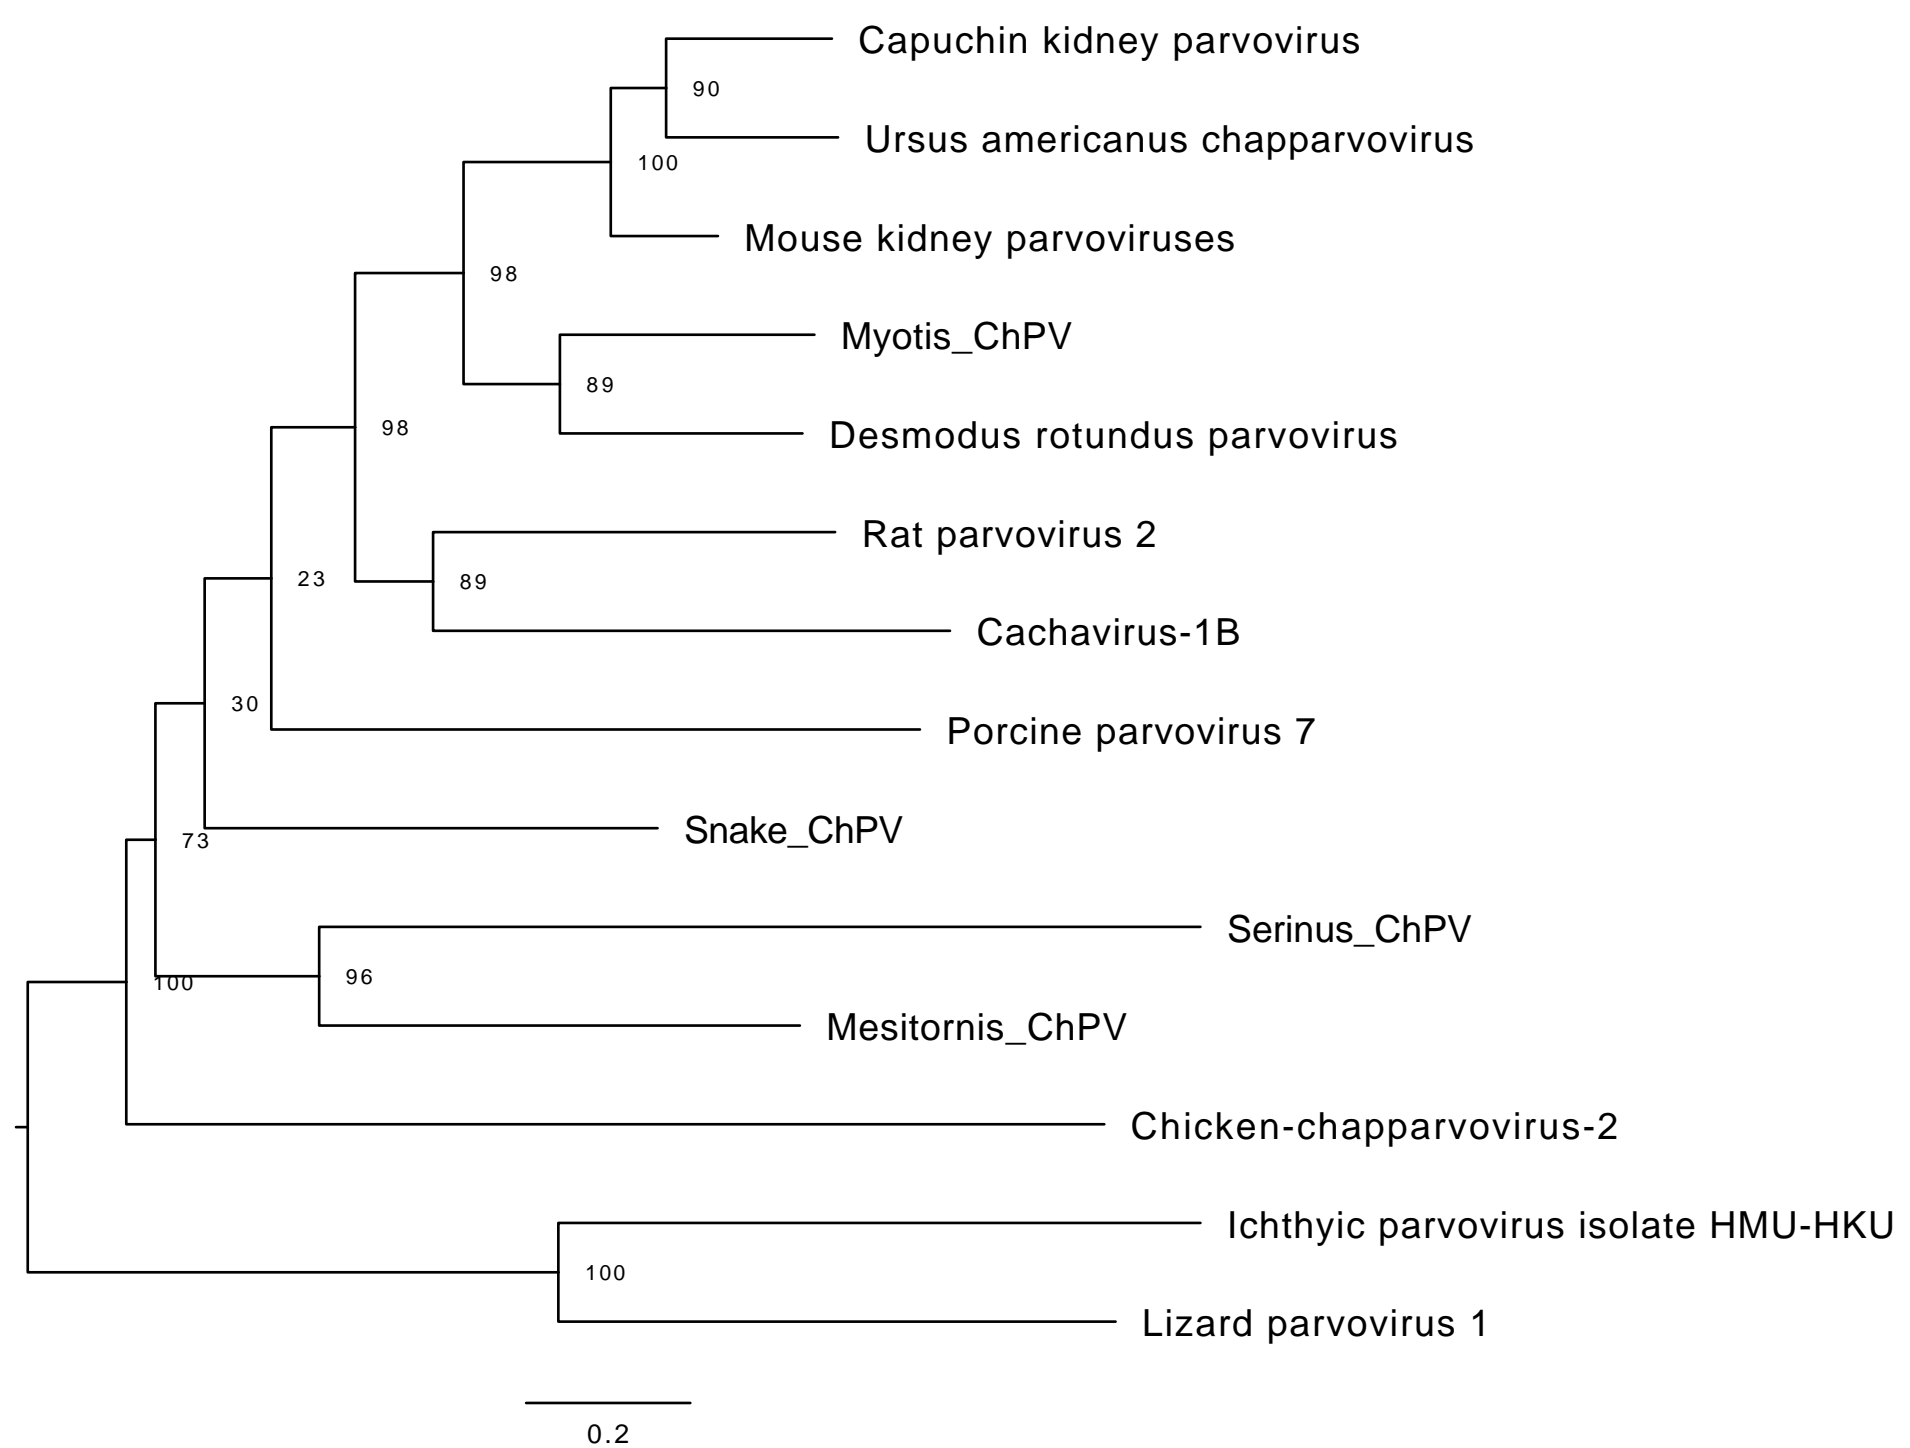 Capuchin kidney parvovirus
90
Ursus americanus chapparvovirus
100
Mouse kidney parvoviruses
98
Myotis_ChPV
89
Desmodus rotundus parvovirus
98
Rat parvovirus 2
23
89
Cachavirus-1B
30
Porcine parvovirus 7
Snake_ChPV
73
Serinus_ChPV
96
100
Mesitornis_ChPV
Chicken-chapparvovirus-2
Ichthyic parvovirus isolate HMU-HKU
100
Lizard parvovirus 1
0.2